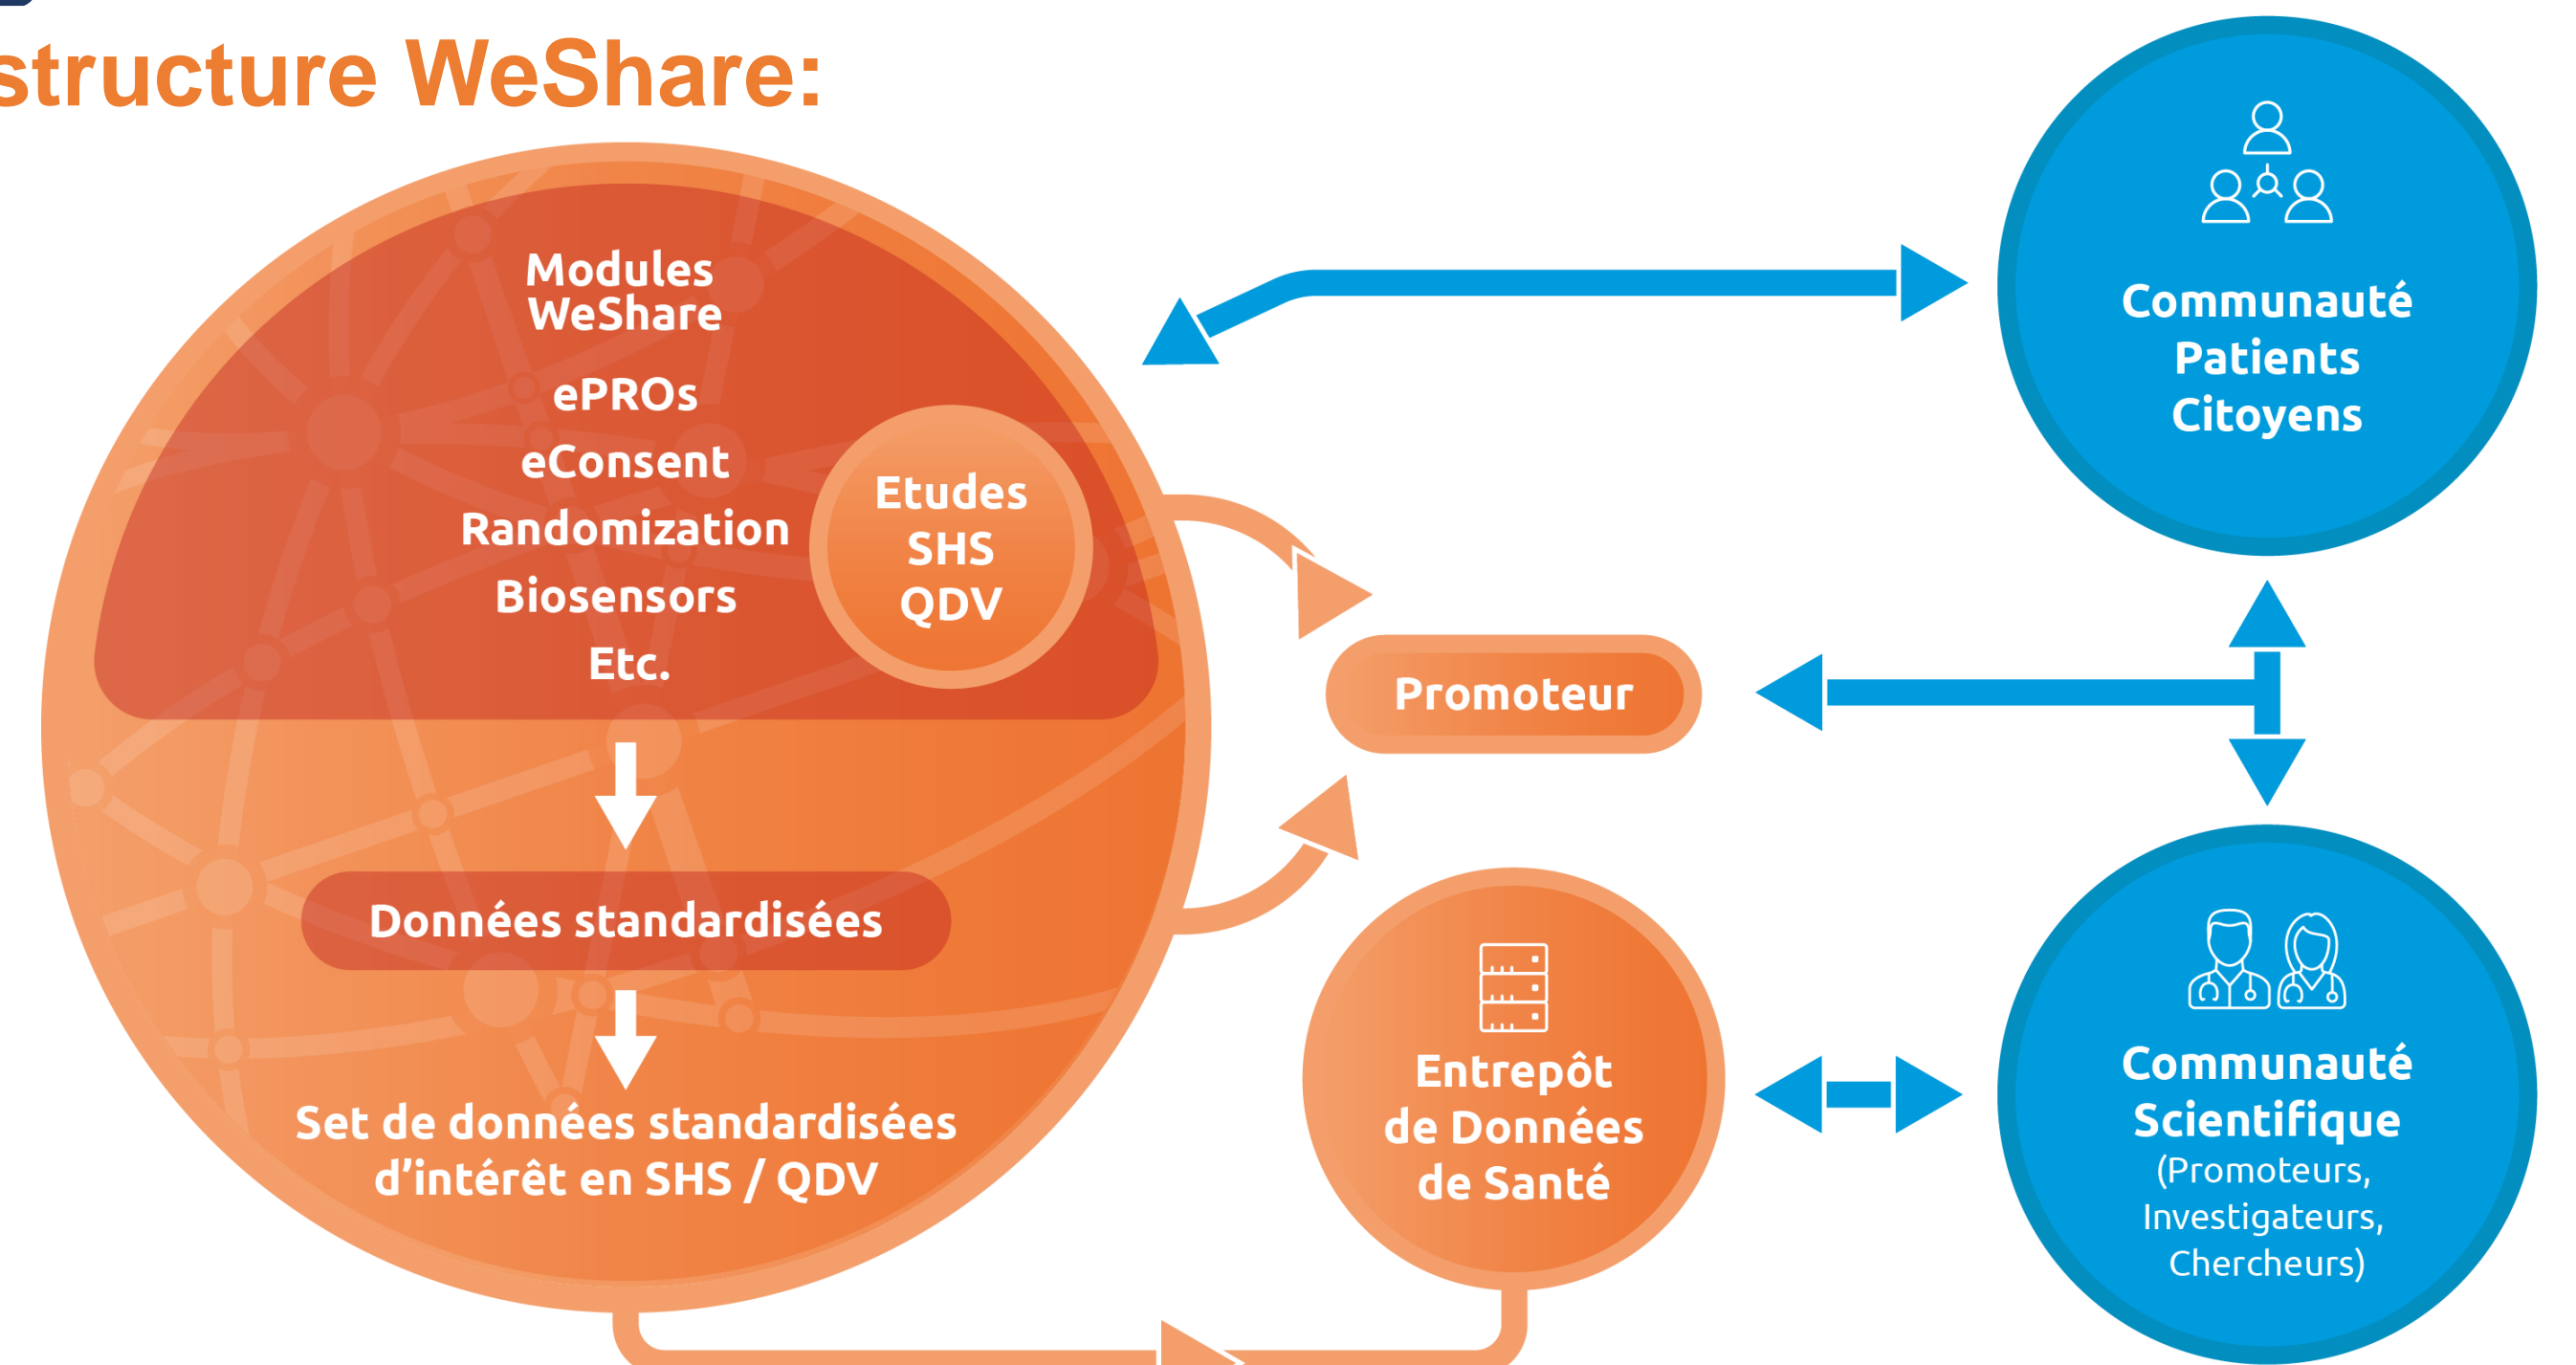 structure WeShare:
Modules
WeShare
ePROs
eConsent
Randomization
Biosensors
Etc.
Etudes
SHS
QDV
Données standardisées
Set de données standardisées
d'intérêt en SHS / QDV
Promoteur
Entrepôt
de Données
de Santé
Communauté
Patients
Citoyens
Communauté
Scientifique
(Promoteurs,
Investigateurs,
Chercheurs)